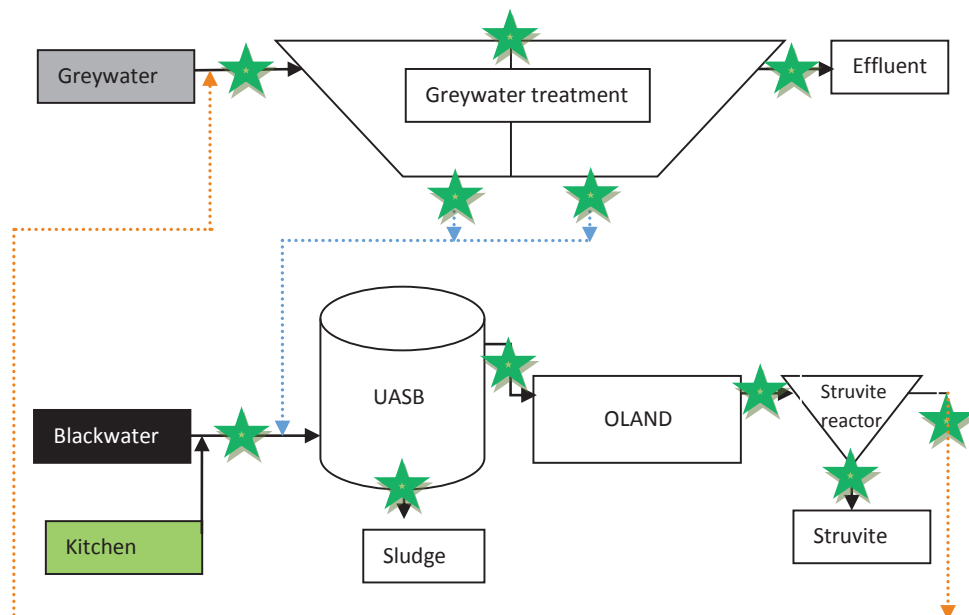 Greywater
Effluent
Greywater treatment
UASB
OLAND
Struvite
reactor
Blackwater
Kitchen
Sludge
Struvite